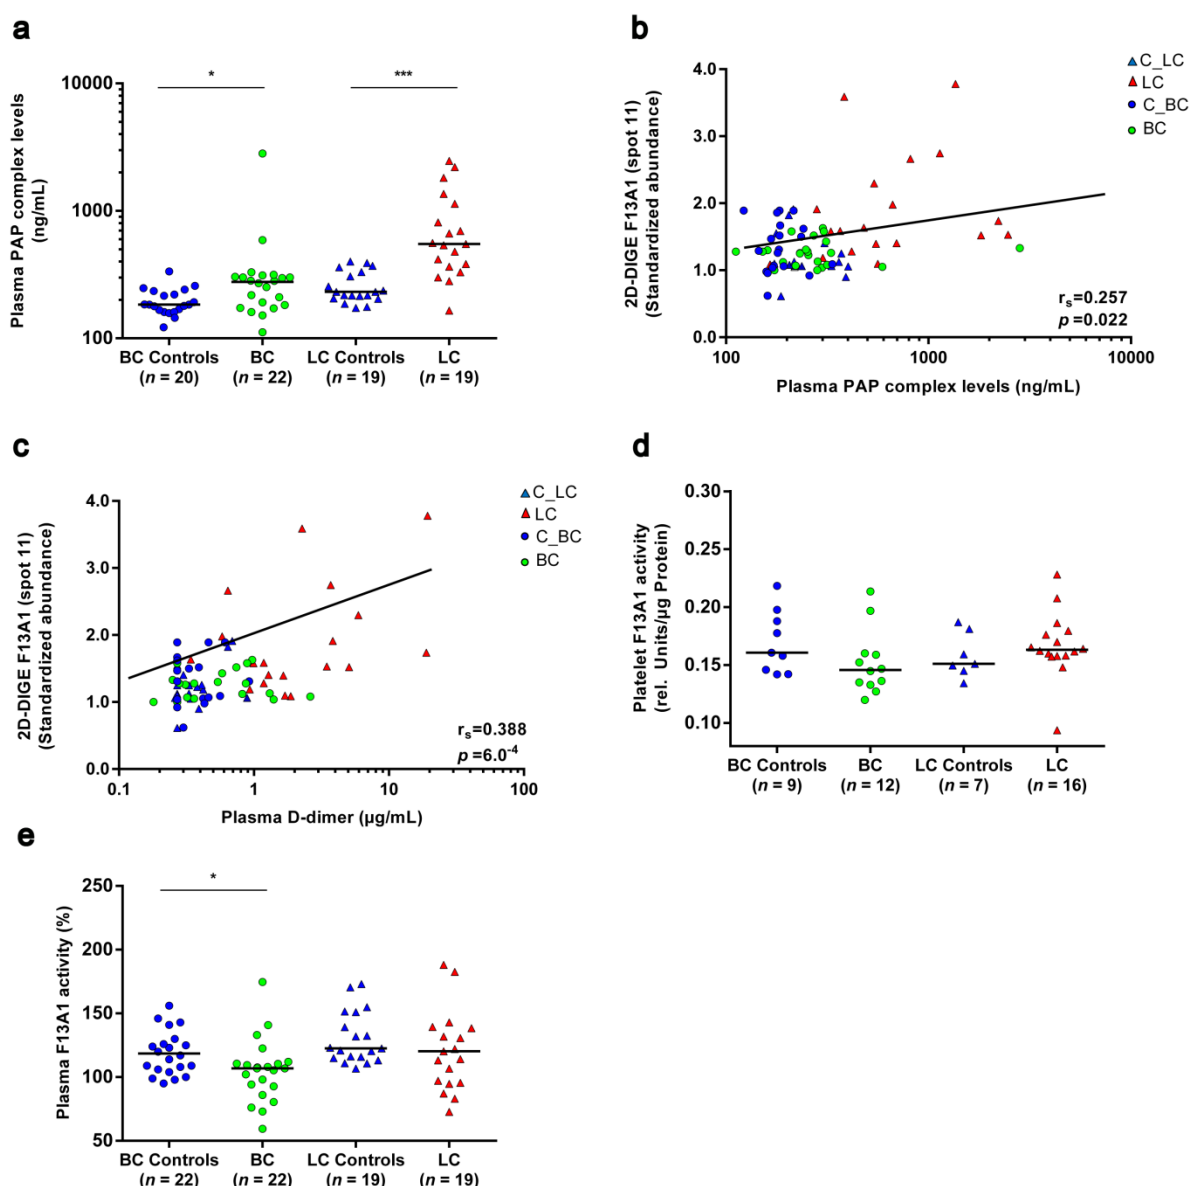 a
*
***
10000
1000
100
Plasma PAP complex levels
(ng/mL)
BC Controls
(n = 20)
BC
(n = 22)
LC Controls
(n = 19)
LC
(n = 19)
b
C_LC
LC
C_BC
BC
4.0
3.0
2.0
1.0
0.0
2D-DIGE F13A1 (spot 11)
(Standardized abundance)
rs=0.257
p =0.022
100
1000
10000
Plasma PAP complex levels (ng/mL)
c
C_LC
LC
C_BC
BC
4.0
3.0
2.0
1.0
0.0
2D-DIGE F13A1 (spot 11)
(Standardized abundance)
rs=0.388
p =6.0-4
0.1
1
10
100
Plasma D-dimer (µg/mL)
d
0.30
0.25
0.20
0.15
0.10
Platelet F13A1 activity
(rel. Units/µg Protein)
BC Controls
(n = 9)
BC
(n = 12)
LC Controls
(n = 7)
LC
(n = 16)
e
*
250
200
150
100
50
Plasma F13A1 activity (%)
BC Controls
(n = 22)
BC
(n = 22)
LC Controls
(n = 19)
LC
(n = 19)